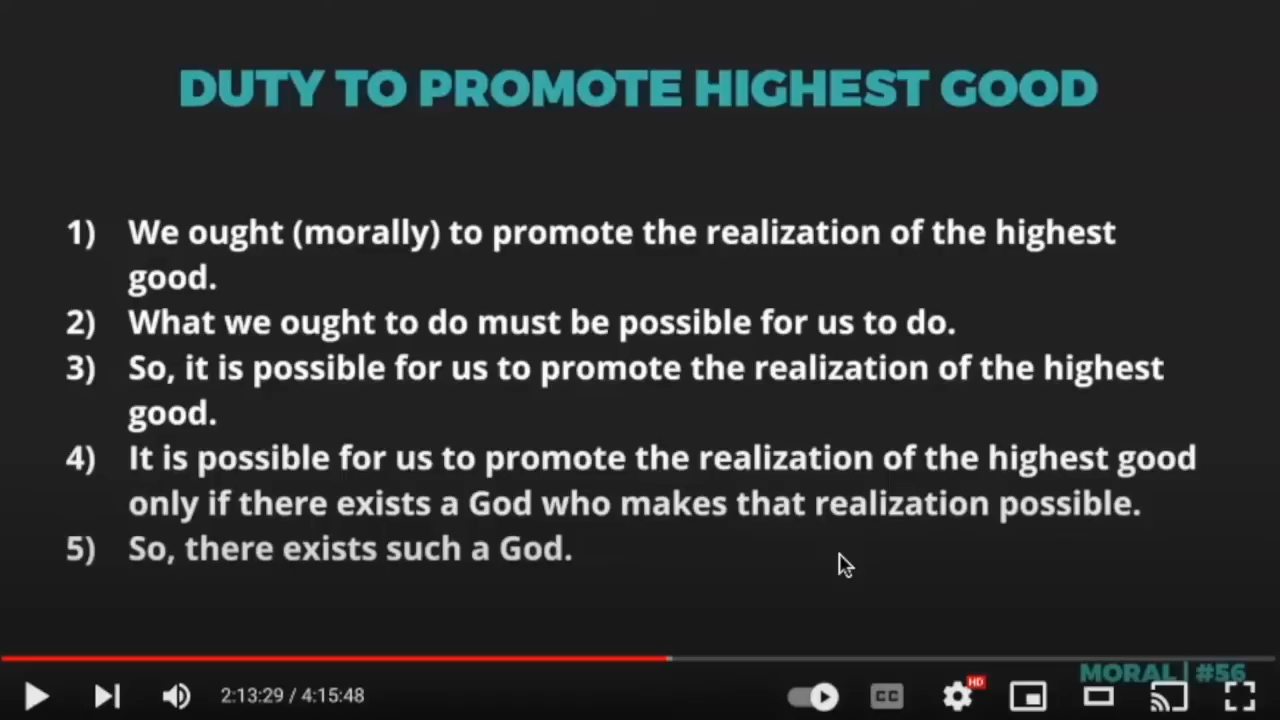 DUTY TO PROMOTE HIGHEST GOOD
1) We ought (morally) to promote the realization of the highest
good.
2) What we ought to do must be possible for us to do.
3) So, it is possible for us to promote the realization of the highest
good.
4) It is possible for us to promote the realization of the highest good
only if there exists a God who makes that realization possible.
5) So, there exists such a God.
MORAL | #56
2:13:29 / 4:15:48
CC
HD